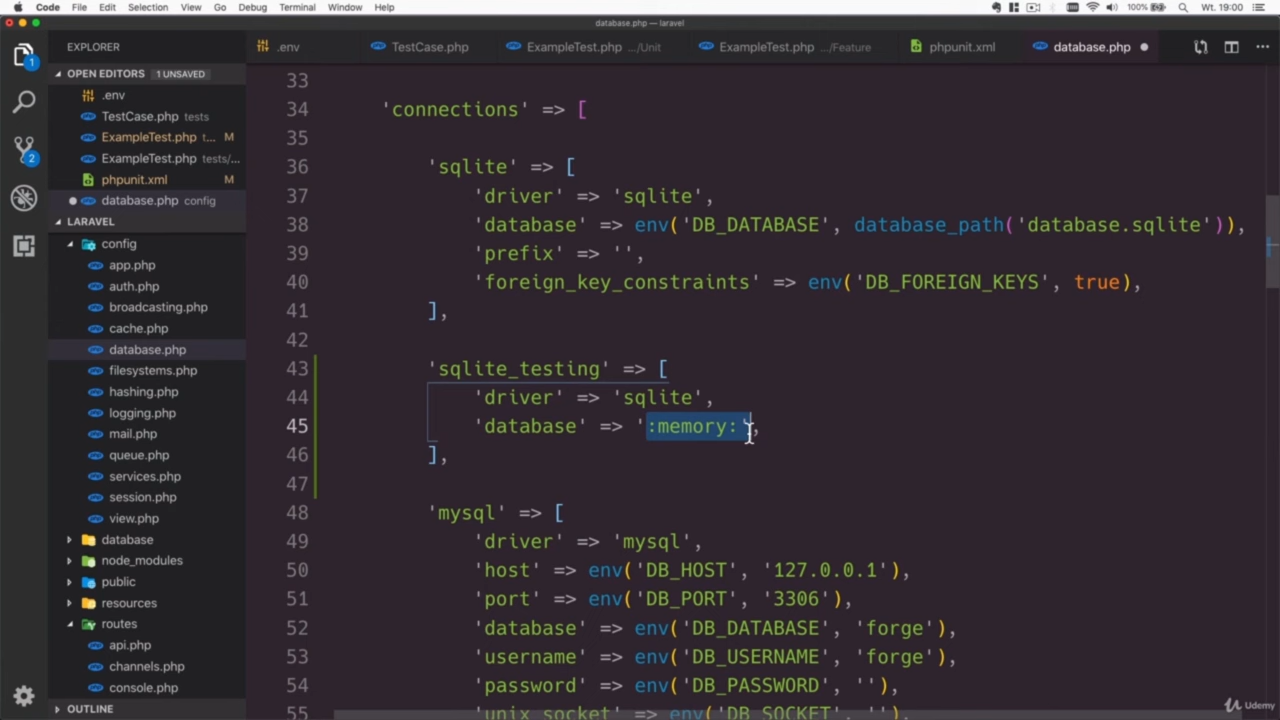 Code File Edit Selection View Go Debug Terminal Window Help 100% Wt. 19:00
database.php — laravel
EXPLORER
.env TestCase.php ExampleTest.php .../Unit ExampleTest.php .../Feature phpunit.xml database.php
OPEN EDITORS 1 UNSAVED
.env
TestCase.php tests
ExampleTest.php t... M
ExampleTest.php tests/...
phpunit.xml M
database.php config
LARAVEL
config
app.php
auth.php
broadcasting.php
cache.php
database.php
filesystems.php
hashing.php
logging.php
mail.php
queue.php
services.php
session.php
view.php
database
node_modules
public
resources
routes
api.php
channels.php
console.php
OUTLINE
1
2
33
34 'connections' => [
35
36 'sqlite' => [
37 'driver' => 'sqlite',
38 'database' => env('DB_DATABASE', database_path('database.sqlite')),
39 'prefix' => '',
40 'foreign_key_constraints' => env('DB_FOREIGN_KEYS', true),
41 ],
42
43 'sqlite_testing' => [
44 'driver' => 'sqlite',
45 'database' => ':memory:',
46 ],
47
48 'mysql' => [
49 'driver' => 'mysql',
50 'host' => env('DB_HOST', '127.0.0.1'),
51 'port' => env('DB_PORT', '3306'),
52 'database' => env('DB_DATABASE', 'forge'),
53 'username' => env('DB_USERNAME', 'forge'),
54 'password' => env('DB_PASSWORD', ''),
55 'unix_socket' => env('DB_SOCKET', ''),
Udemy